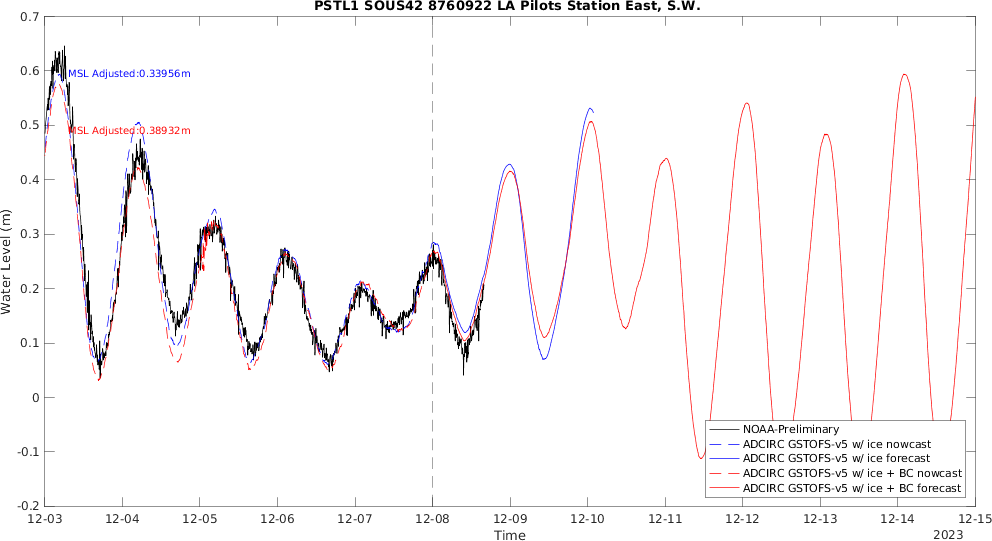 PSTL1 SOUS42 8760922 LA Pilots Station East, S.W.
0.7
0.6
0.5
0.4
0.3
0.2
0.1
0
-0.1
-0.2
Water Level (m)
MSL Adjusted:0.33956m
MSL Adjusted:0.38932m
NOAA-Preliminary
ADCIRC GSTOFS-v5 w/ ice nowcast
ADCIRC GSTOFS-v5 w/ ice forecast
ADCIRC GSTOFS-v5 w/ ice + BC nowcast
ADCIRC GSTOFS-v5 w/ ice + BC forecast
12-03 12-04 12-05 12-06 12-07 12-08 12-09 12-10 12-11 12-12 12-13 12-14 12-15
Time
2023